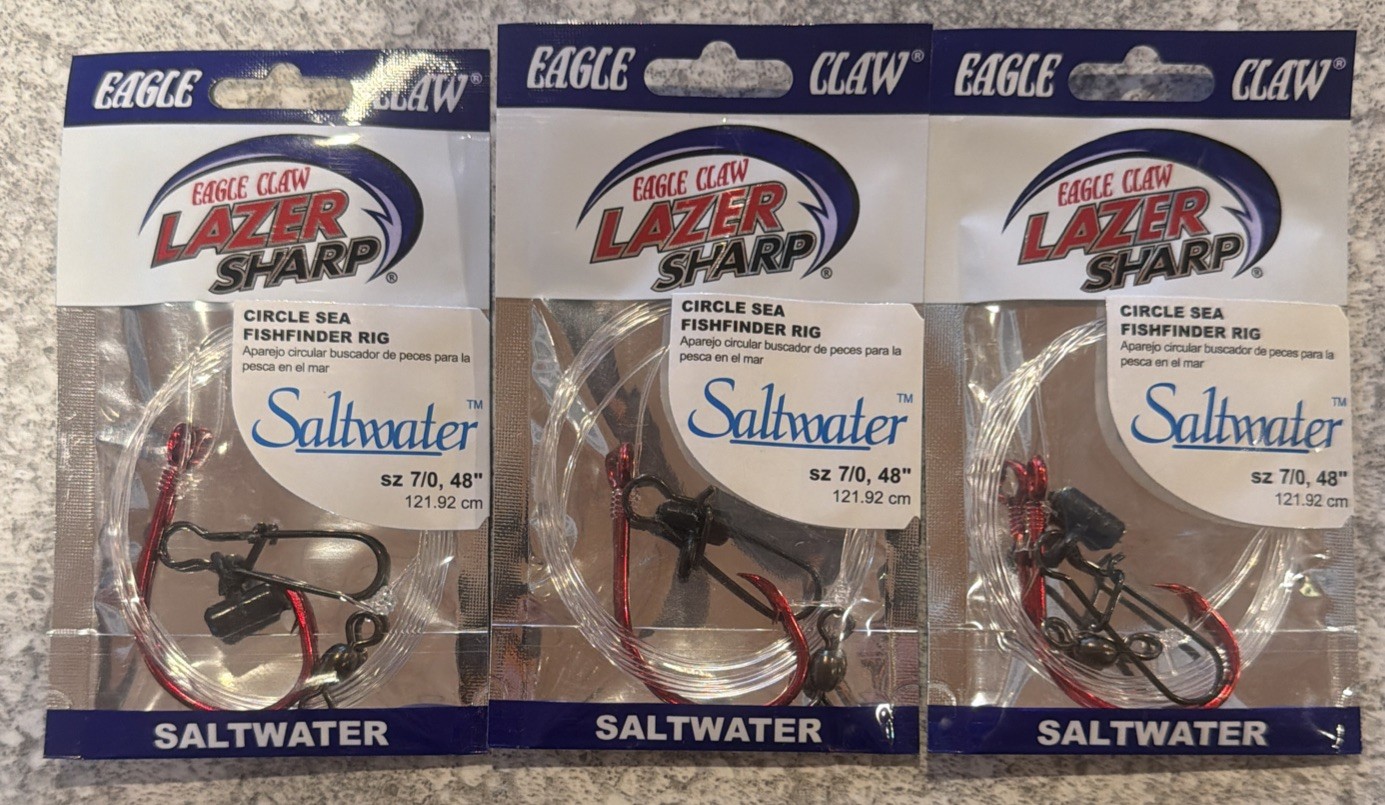 EAGLE CLAW®
EAGLE CLAW
LAZER
SHARP®
CIRCLE SEA
FISHFINDER RIG
Aparejo circular buscador de peces para la
pesca en el mar
Saltwater™
sz 7/0, 48"
121.92 cm
SALTWATER
EAGLE CLAW®
EAGLE CLAW
LAZER
SHARP®
CIRCLE SEA
FISHFINDER RIG
Aparejo circular buscador de peces para la
pesca en el mar
Saltwater™
sz 7/0, 48"
121.92 cm
SALTWATER
EAGLE CLAW®
EAGLE CLAW
LAZER
SHARP®
CIRCLE SEA
FISHFINDER RIG
Aparejo circular buscador de peces para la
pesca en el mar
Saltwater™
sz 7/0, 48"
121.92 cm
SALTWATER